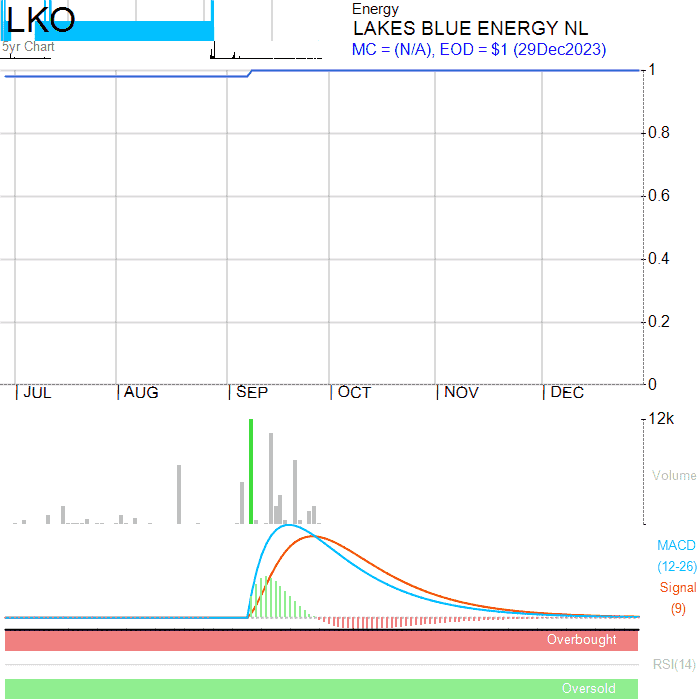 LKO
5yr Chart
Energy
LAKES BLUE ENERGY NL
MC = (N/A), EOD = $1 (29Dec2023)
1
0.8
0.6
0.4
0.2
0
JUL AUG SEP OCT NOV DEC
12k
Volume
MACD
(12-26)
Signal
(9)
Overbought
RSI(14)
Oversold